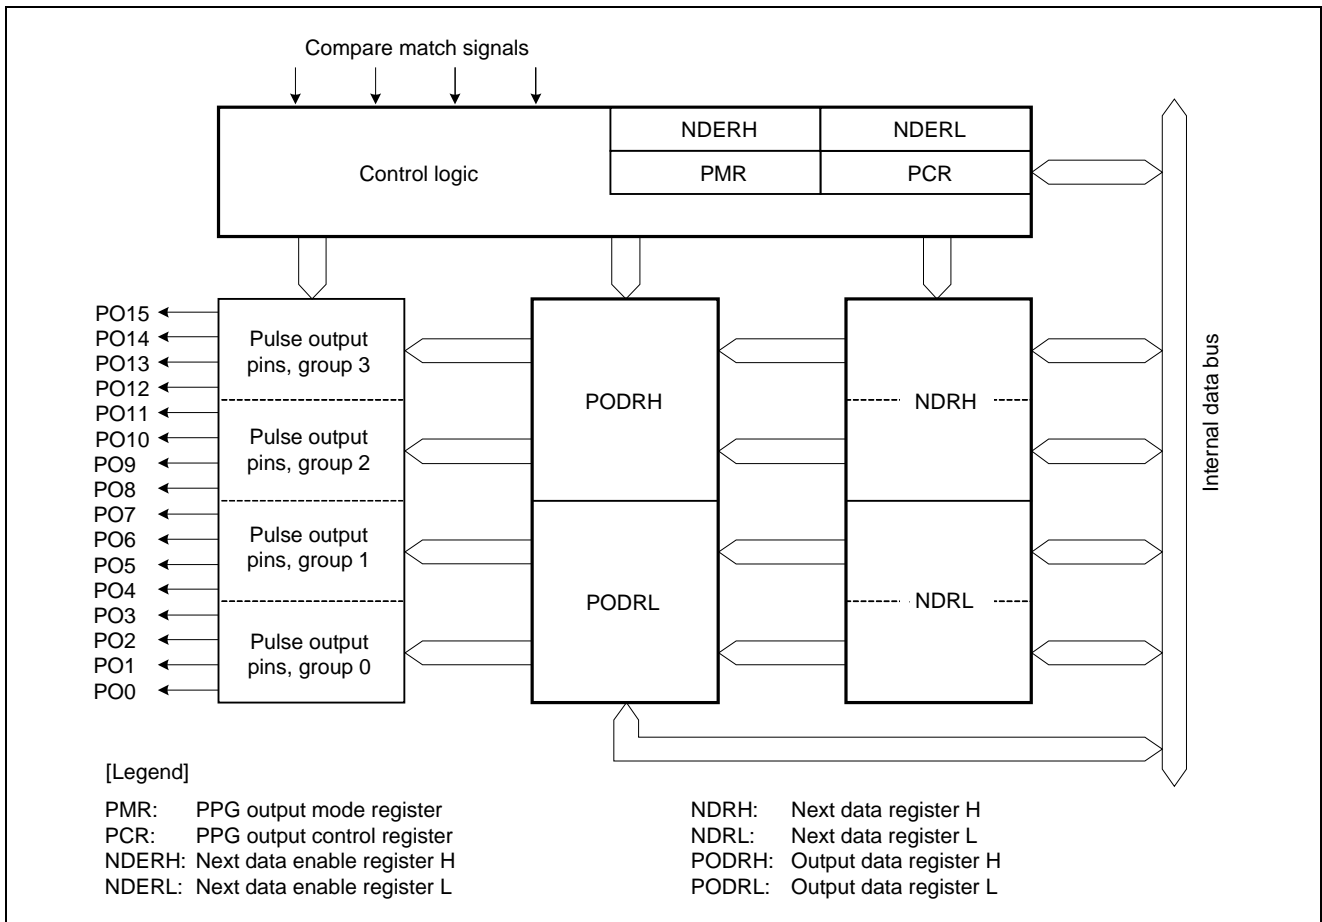 Compare match signals
Control logic
NDERH
NDERL
PMR
PCR
PO15
PO14
PO13
PO12
PO11
PO10
PO9
PO8
PO7
PO6
PO5
PO4
PO3
PO2
PO1
PO0
Pulse output
pins, group 3
Pulse output
pins, group 2
Pulse output
pins, group 1
Pulse output
pins, group 0
PODRH
PODRL
NDRH
NDRL
Internal data bus
[Legend]
PMR: PPG output mode register
PCR: PPG output control register
NDERH: Next data enable register H
NDERL: Next data enable register L
NDRH: Next data register H
NDRL: Next data register L
PODRH: Output data register H
PODRL: Output data register L